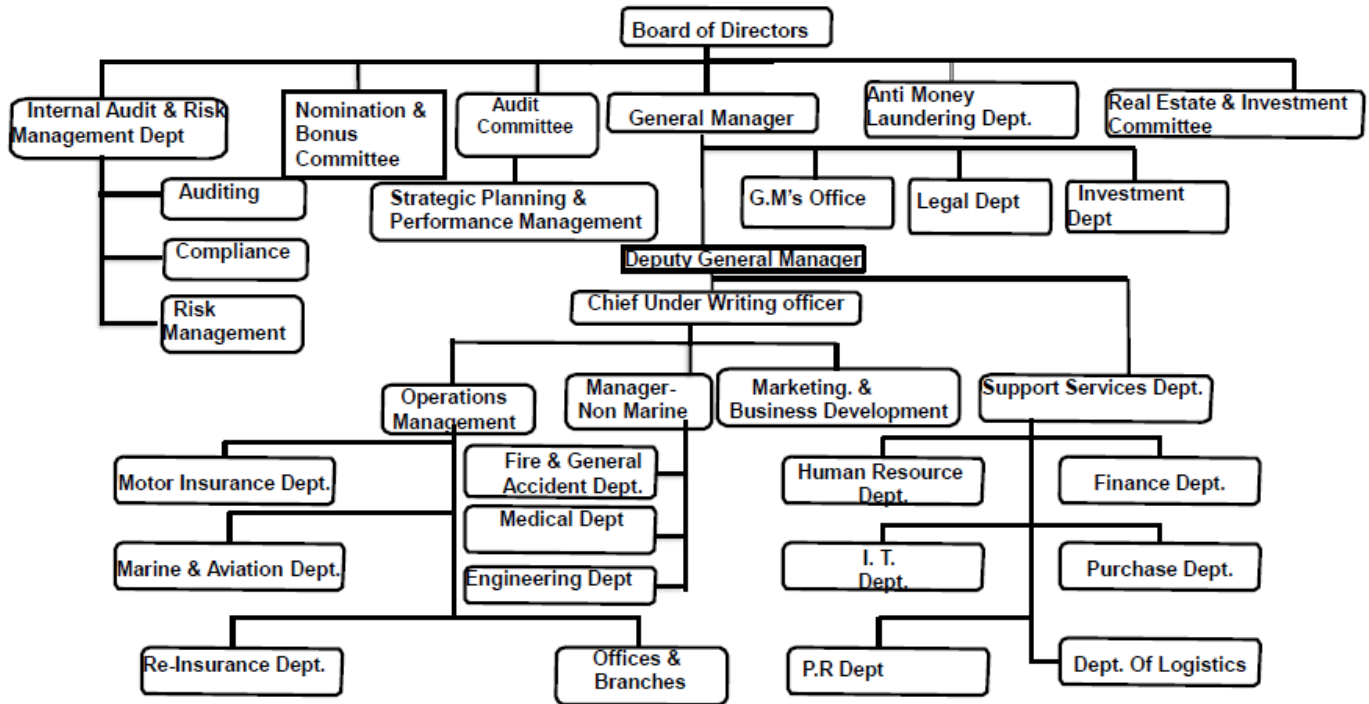 Board of Directors
Internal Audit & Risk
Management Dept
Nomination &
Bonus
Committee
Audit
Committee
General Manager
Anti Money
Laundering Dept.
Real Estate & Investment
Committee
Auditing
Strategic Planning &
Performance Management
G.M's Office
Legal Dept
Investment
Dept
Compliance
Deputy General Manager
Risk
Management
Chief Under Writing officer
Operations
Management
Manager-
Non Marine
Marketing. &
Business Development
Support Services Dept.
Motor Insurance Dept.
Fire & General
Accident Dept.
Human Resource
Dept.
Finance Dept.
Medical Dept
Marine & Aviation Dept.
Engineering Dept
I. T.
Dept.
Purchase Dept.
Re-Insurance Dept.
Offices &
Branches
P.R Dept
Dept. Of Logistics